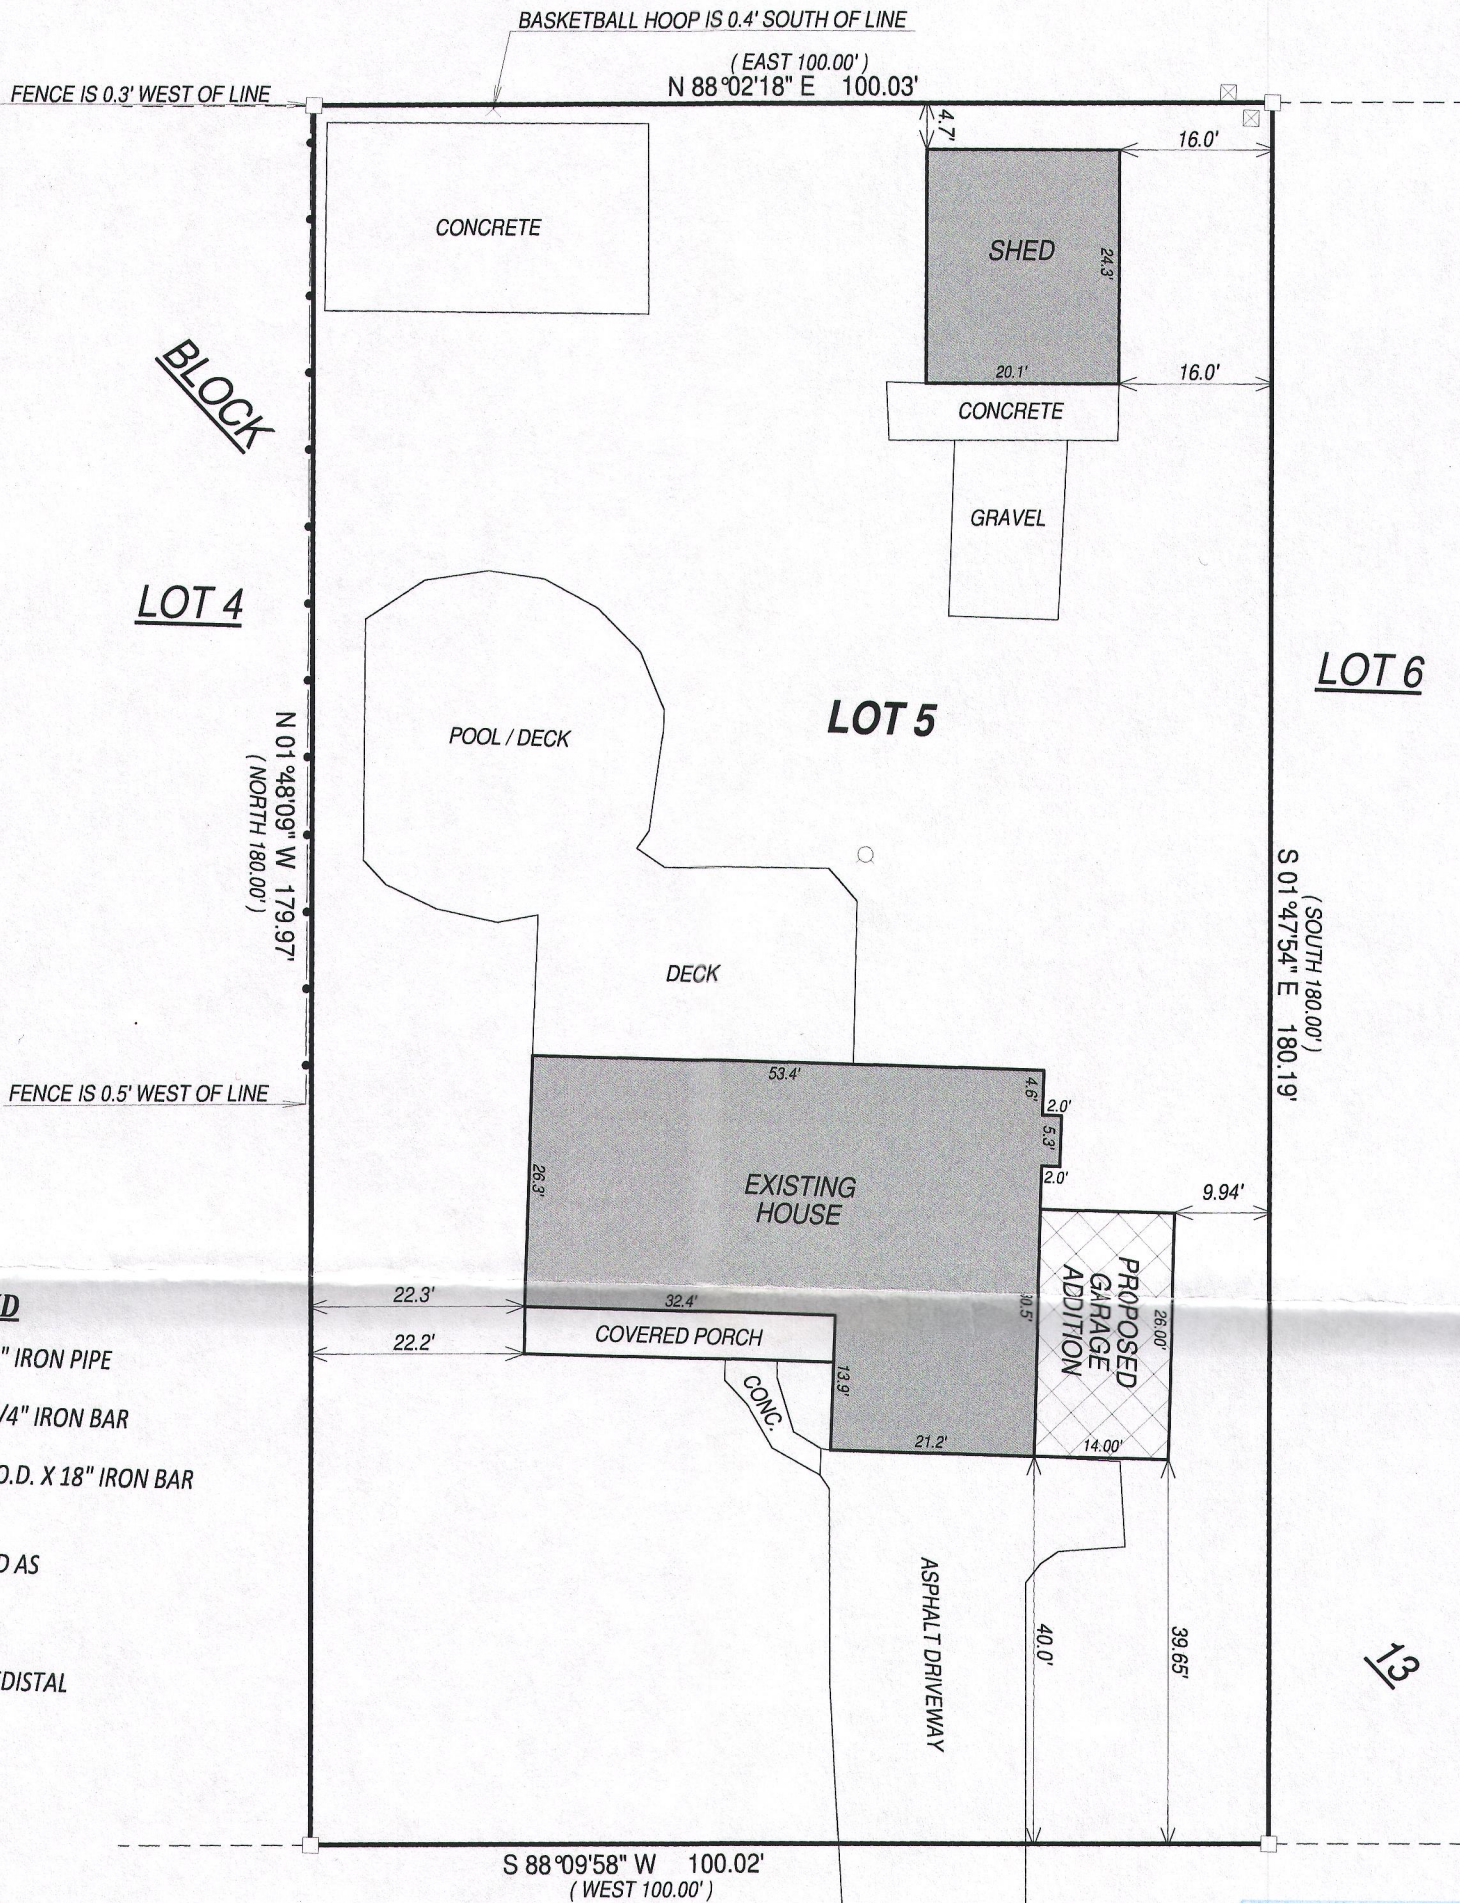 BASKETBALL HOOP IS 0.4' SOUTH OF LINE
( EAST 100.00' )
N 88°02'18" E 100.03'
FENCE IS 0.3' WEST OF LINE
4.7'
16.0'
CONCRETE
SHED
24.3'
20.1'
16.0'
BLOCK
CONCRETE
GRAVEL
LOT 4
LOT 6
LOT 5
POOL / DECK
N 01°48'09" W 179.97'
( NORTH 180.00' )
( SOUTH 180.00' )
S 01°47'54" E 180.19'
DECK
FENCE IS 0.5' WEST OF LINE
53.4'
4.6'
2.0'
5.3'
2.0'
26.3'
EXISTING
HOUSE
9.94'
22.3'
32.4'
PROPOSED
GARAGE
ADDITION
26.00'
22.2'
COVERED PORCH
" IRON PIPE
13.9'
CONC.
/4" IRON BAR
21.2'
14.00'
O.D. X 18" IRON BAR
AS
ASPHALT DRIVEWAY
40.0'
39.65'
13
S 88°09'58" W 100.02'
( WEST 100.00' )